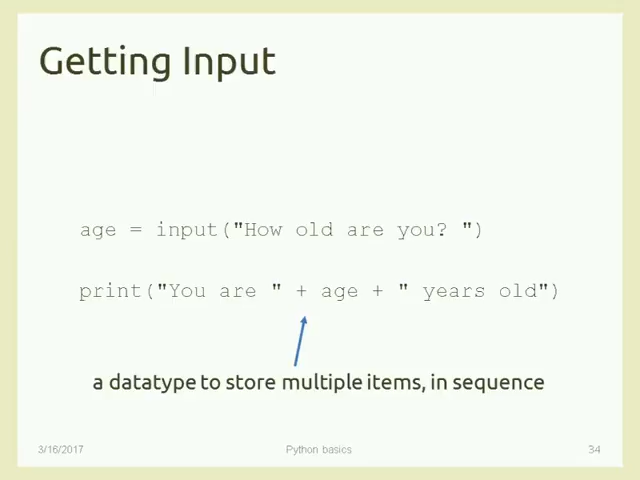 Getting Input
age = input("How old are you? ")
print("You are " + age + " years old")
a datatype to store multiple items, in sequence
3/16/2017 Python basics 34